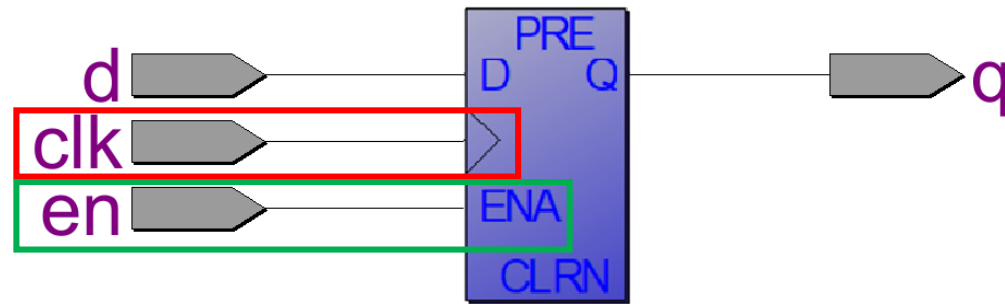 PRE
d D Q q
clk
en ENA
CLRN